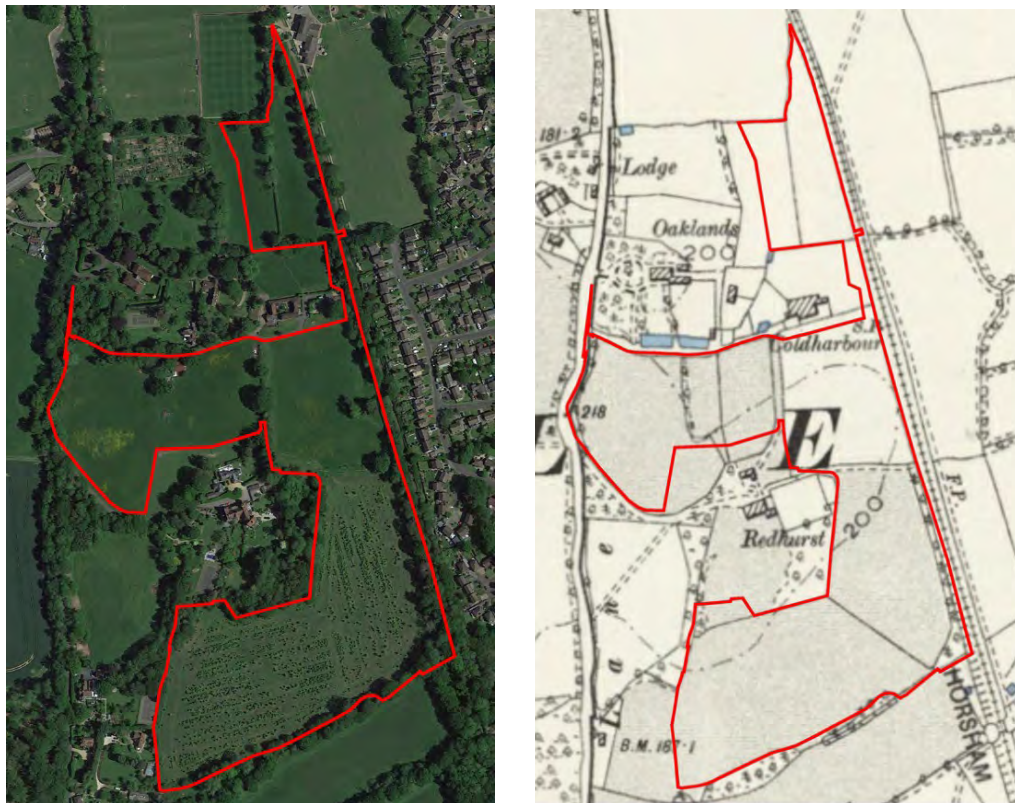 181·2
Lodge
Oaklands
200
S.P.
Coldharbour
218
E
F.P.
200
Redhurst
e
n
a
L
B.M. 167·1
HORSHAM